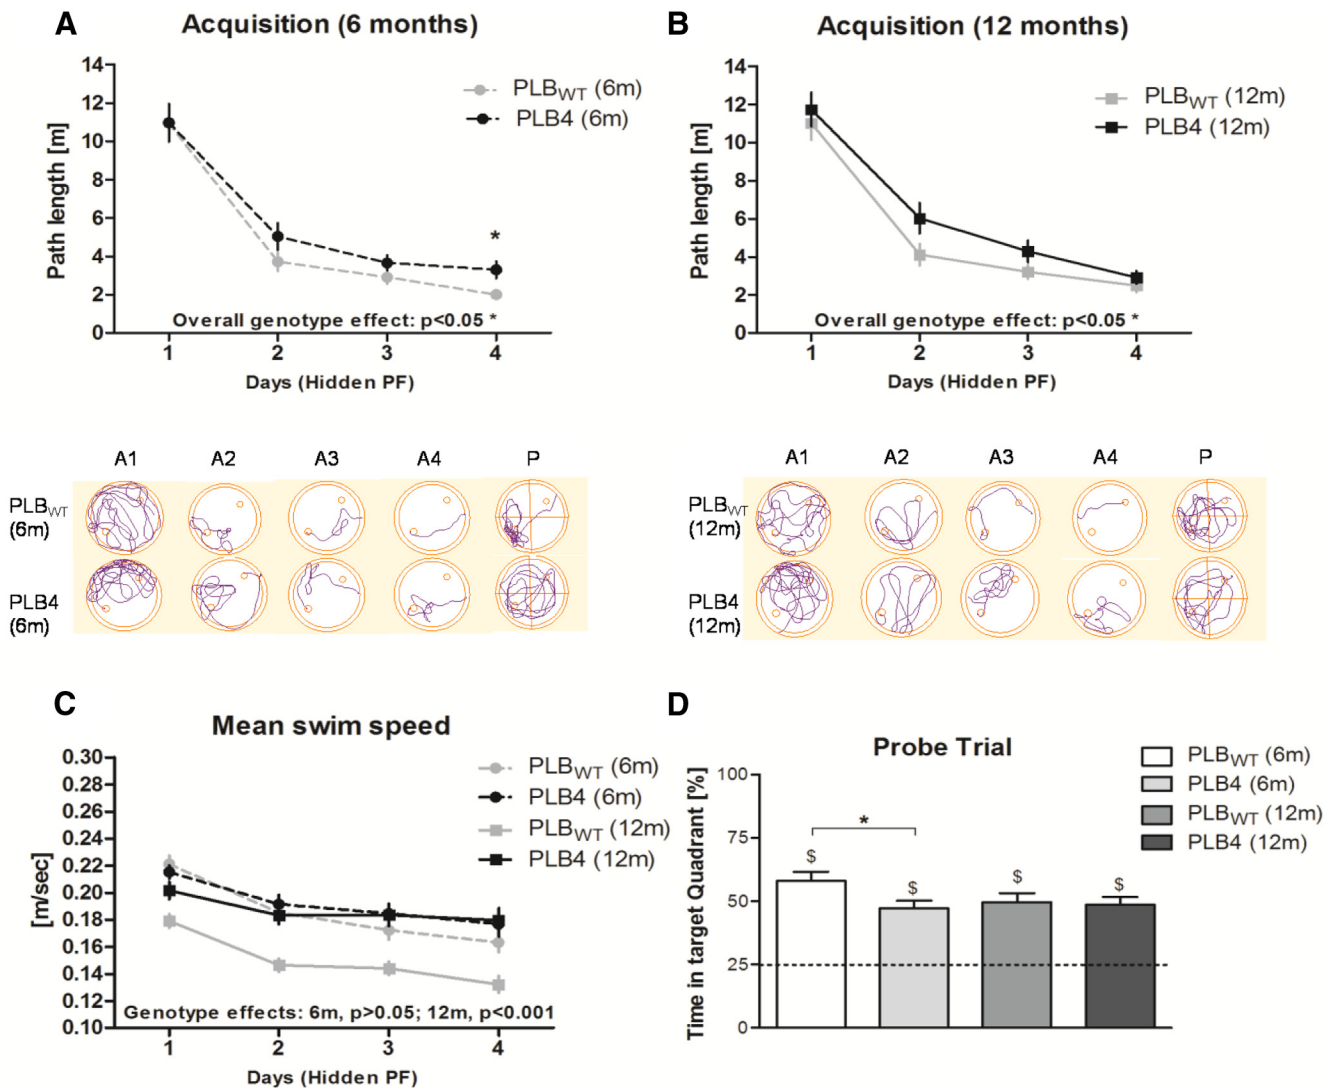 A
Acquisition (6 months)
Path length [m]
14
12
10
8
6
4
2
0
PLBWT (6m)
PLB4 (6m)
*
Overall genotype effect: p<0.05 *
1 2 3 4
Days (Hidden PF)
B
Acquisition (12 months)
Path length [m]
14
12
10
8
6
4
2
0
PLBWT (12m)
PLB4 (12m)
Overall genotype effect: p<0.05 *
1 2 3 4
Days (Hidden PF)
A1 A2 A3 A4 P
PLBWT
(6m)
PLB4
(6m)
A1 A2 A3 A4 P
PLBWT
(12m)
PLB4
(12m)
C
Mean swim speed
[m/sec]
0.30
0.28
0.26
0.24
0.22
0.20
0.18
0.16
0.14
0.12
0.10
PLBWT (6m)
PLB4 (6m)
PLBWT (12m)
PLB4 (12m)
Genotype effects: 6m, p>0.05; 12m, p<0.001
1 2 3 4
Days (Hidden PF)
D
Probe Trial
Time in target Quadrant [%]
100
75
50
25
0
PLBWT (6m)
PLB4 (6m)
PLBWT (12m)
PLB4 (12m)
*
$ $ $ $